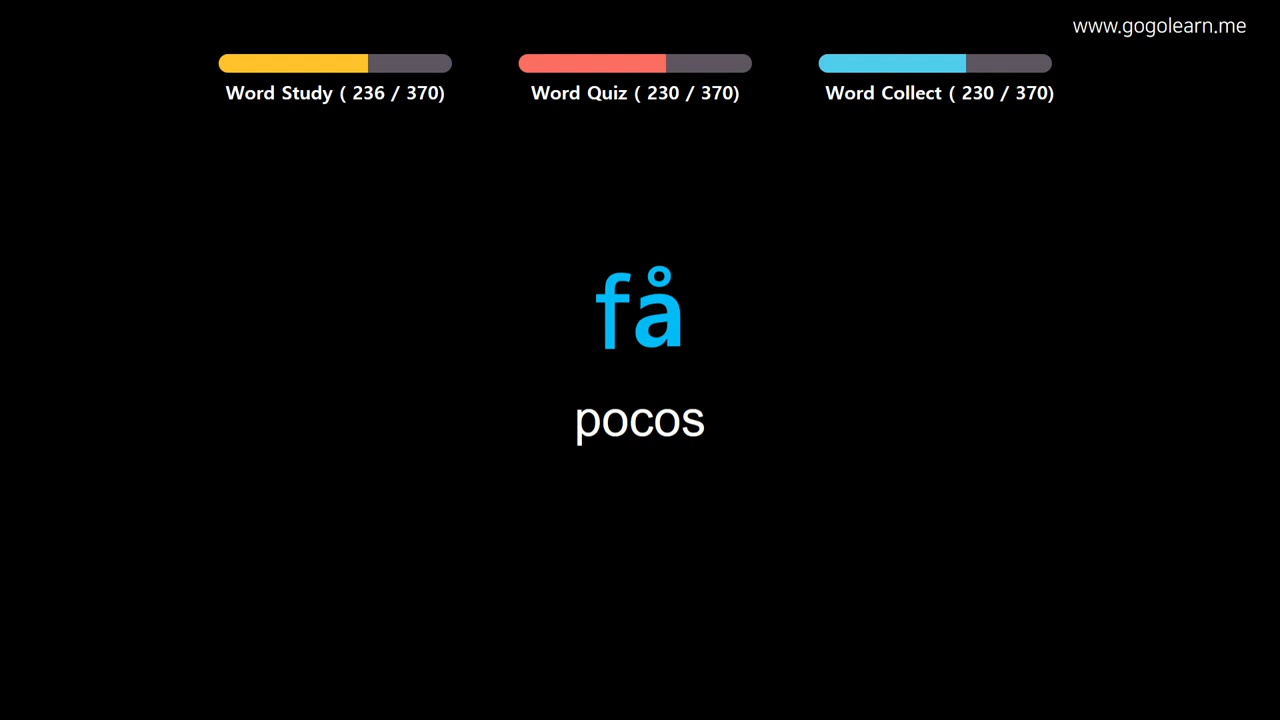 www.gogolearn.me
Word Study ( 236 / 370)
Word Quiz ( 230 / 370)
Word Collect ( 230 / 370)
få
pocos